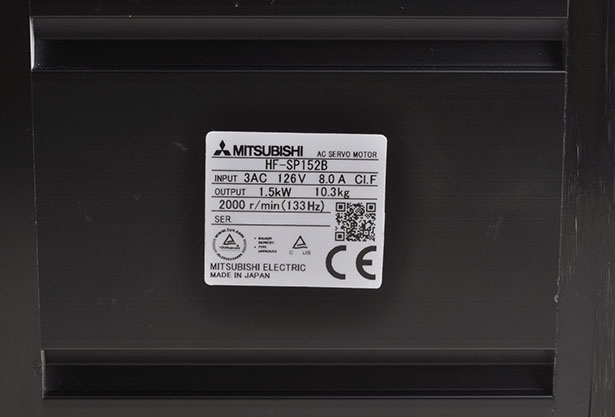 MITSUBISHI AC SERVO MOTOR
HF-SP152B
INPUT 3AC 126V 8.0A CI.F
OUTPUT 1.5kW 10.3kg
2000 r/min(133Hz)
SER.
C US
CE
MITSUBISHI ELECTRIC
MADE IN JAPAN